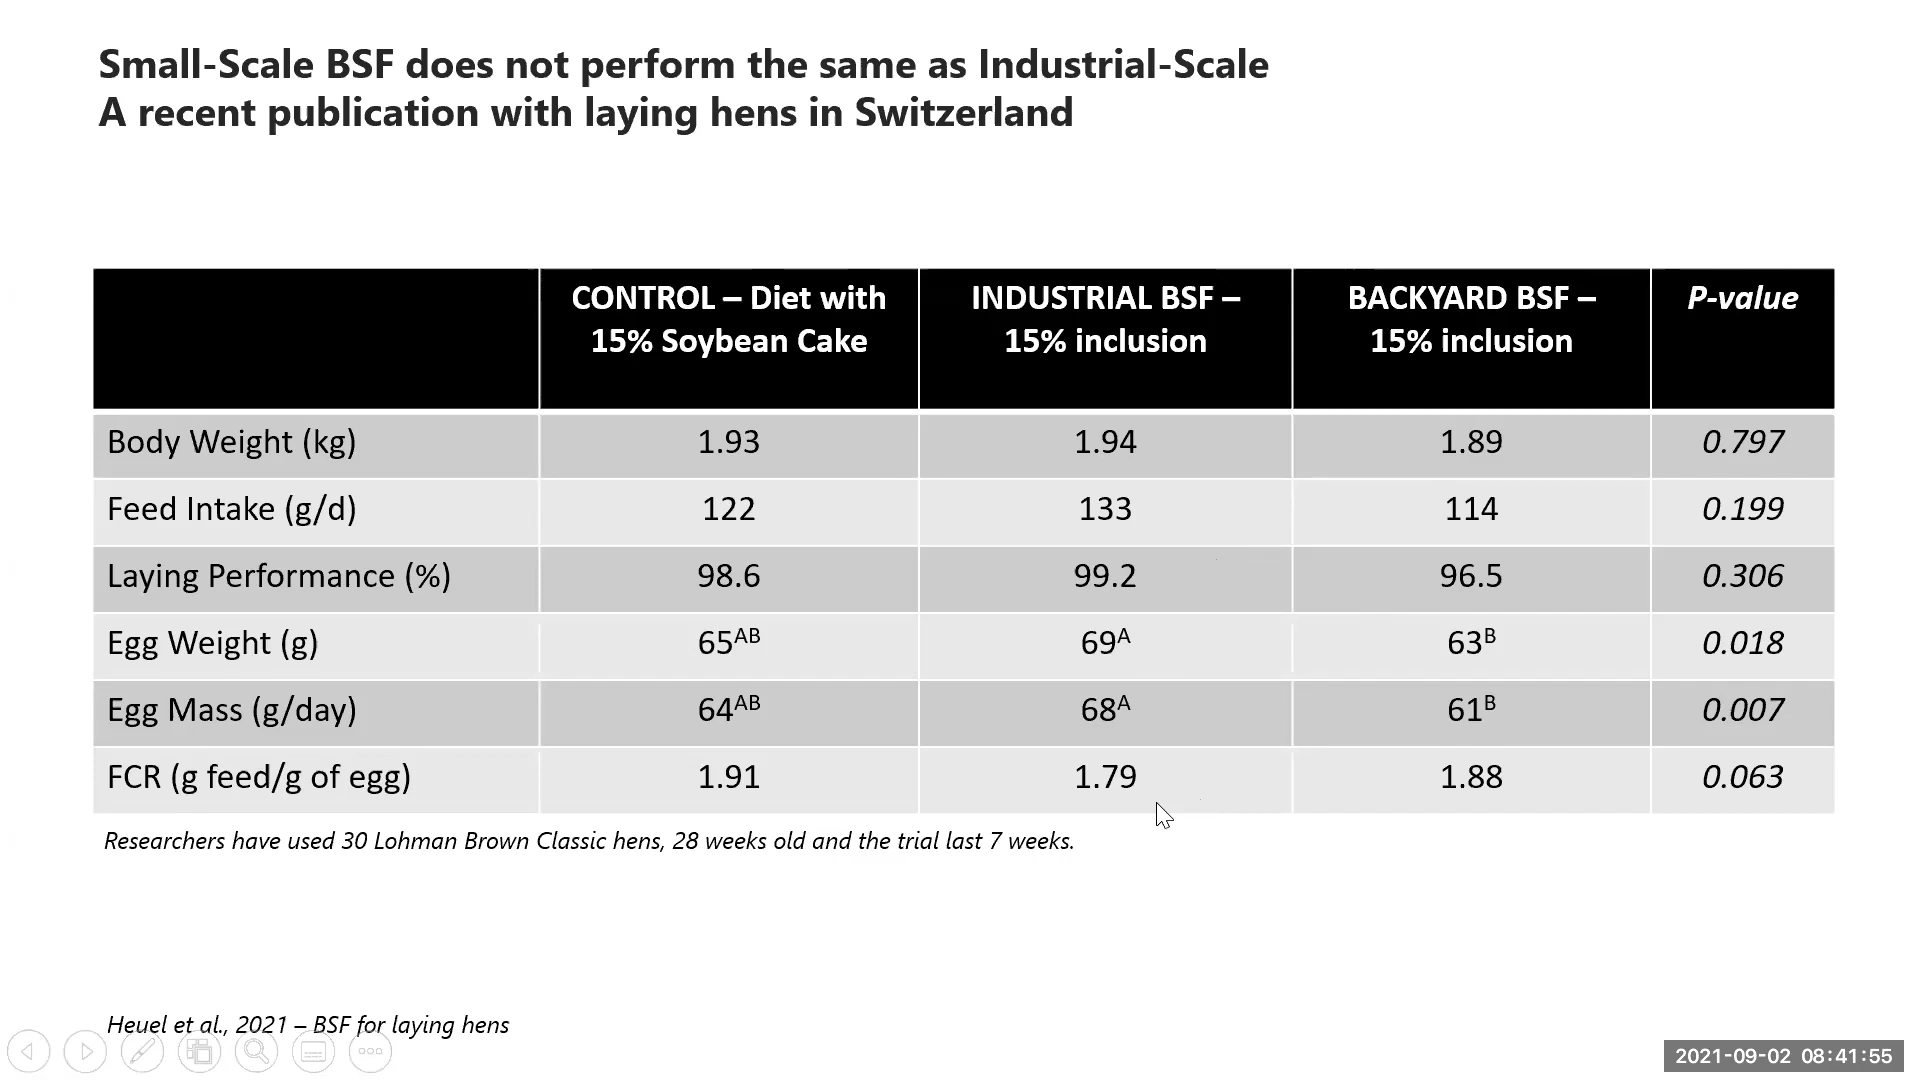 Small-Scale BSF does not perform the same as Industrial-Scale
A recent publication with laying hens in Switzerland
CONTROL – Diet with 15% Soybean Cake INDUSTRIAL BSF – 15% inclusion BACKYARD BSF – 15% inclusion P-value
Body Weight (kg) 1.93 1.94 1.89 0.797
Feed Intake (g/d) 122 133 114 0.199
Laying Performance (%) 98.6 99.2 96.5 0.306
Egg Weight (g) 65AB 69A 63B 0.018
Egg Mass (g/day) 64AB 68A 61B 0.007
FCR (g feed/g of egg) 1.91 1.79 1.88 0.063
Researchers have used 30 Lohman Brown Classic hens, 28 weeks old and the trial last 7 weeks.
Heuel et al., 2021 – BSF for laying hens
2021-09-02 08:41:55